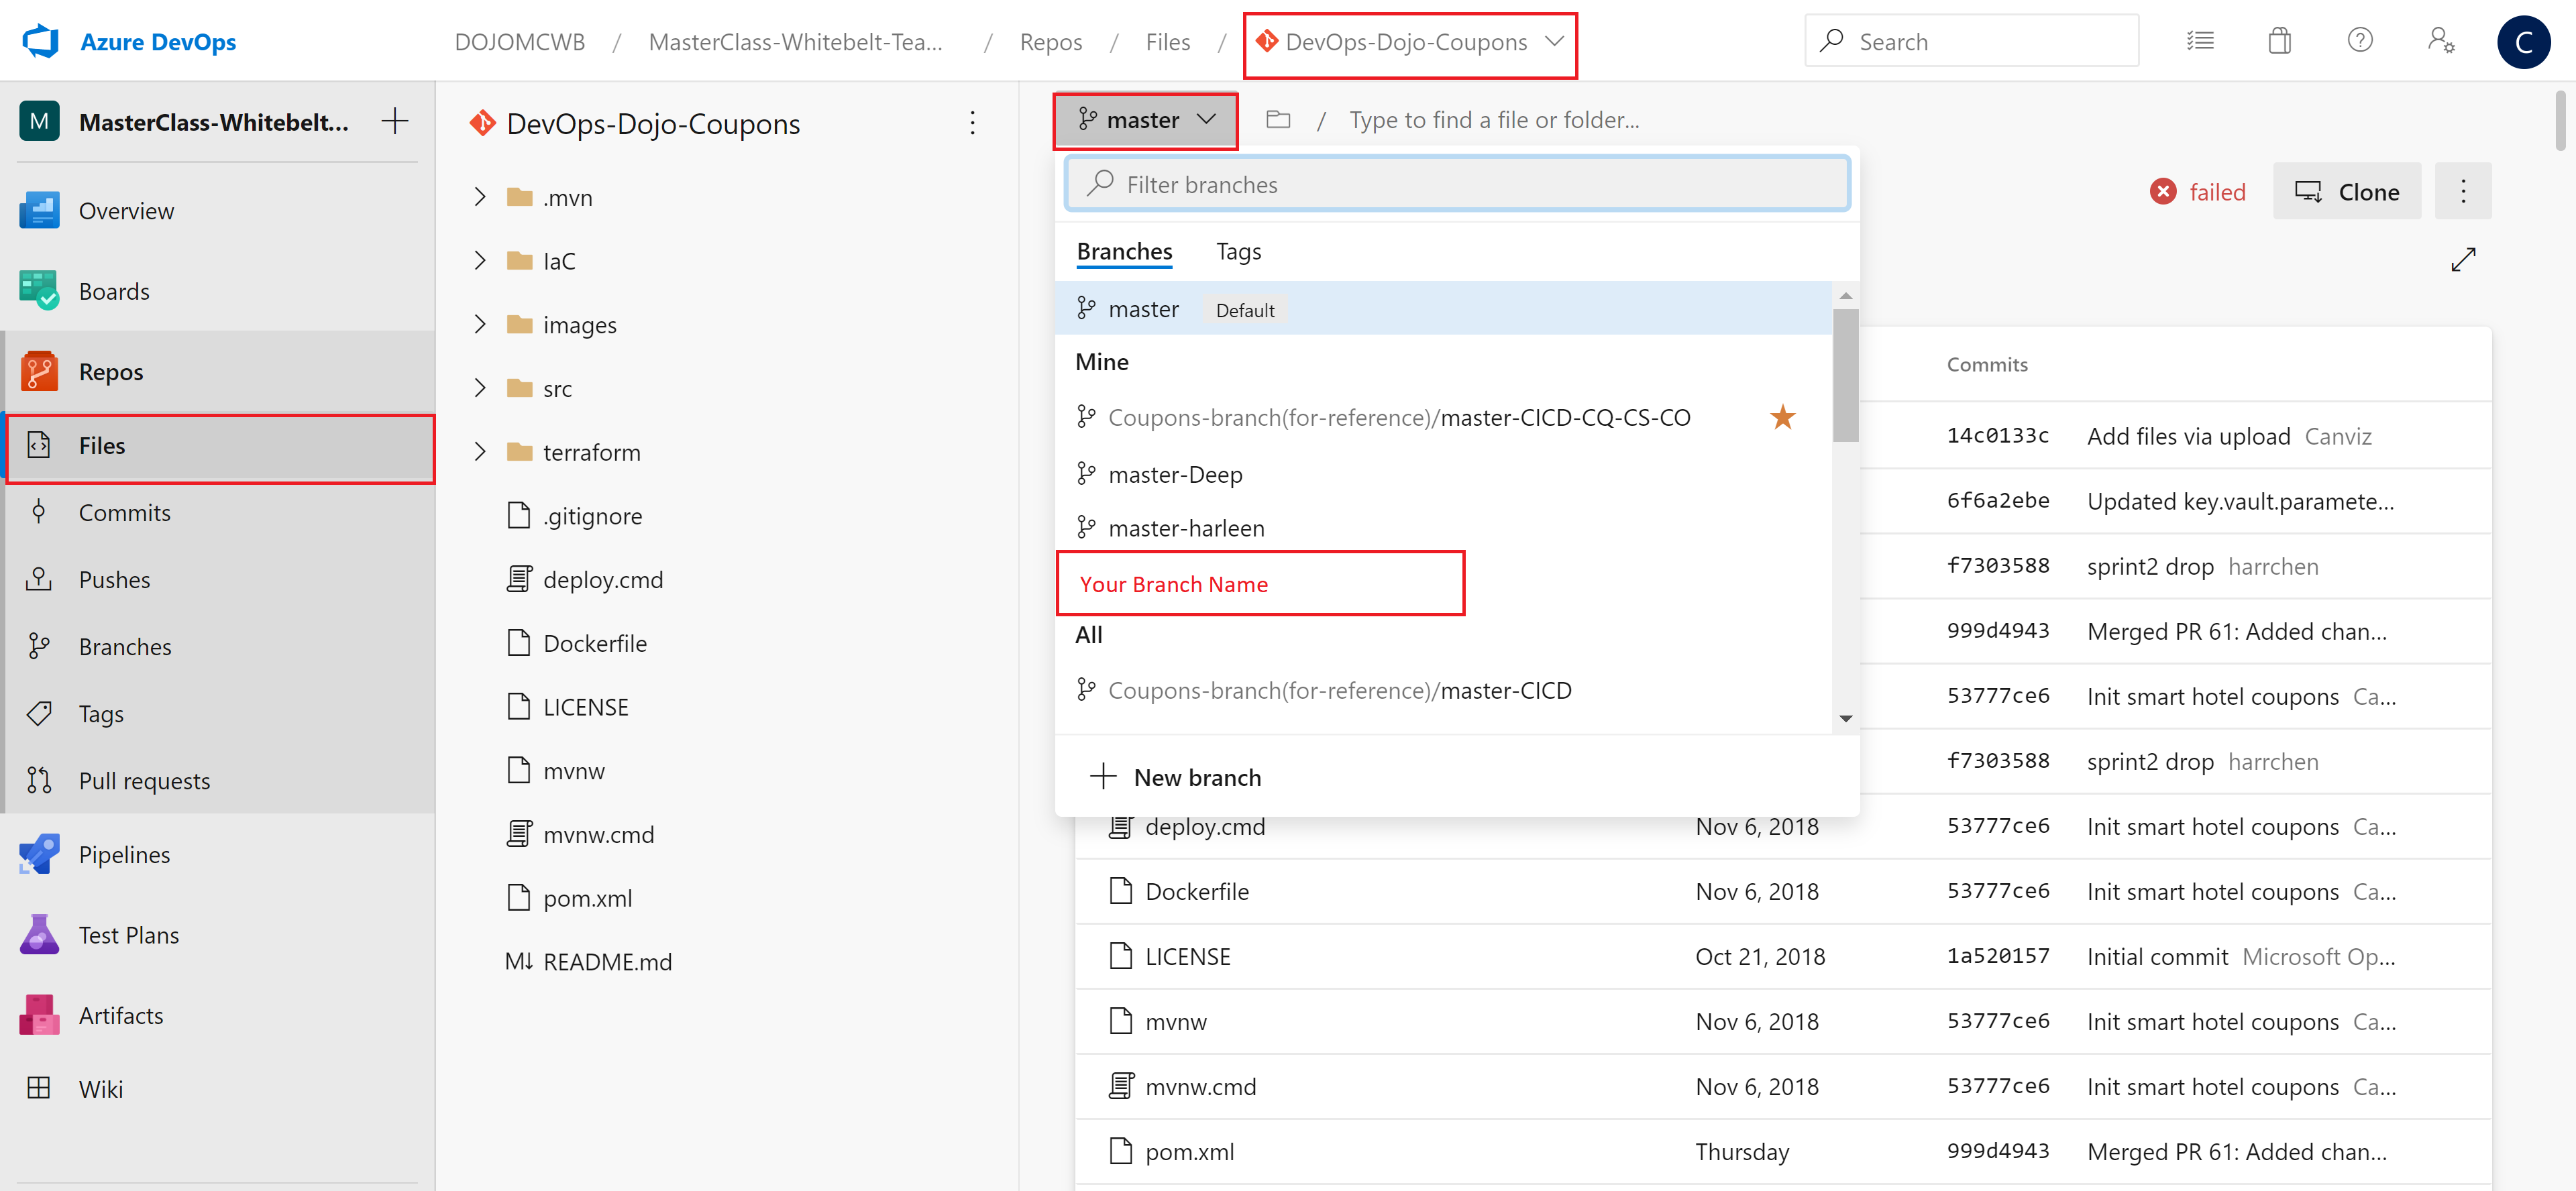 Azure DevOps
DOJOMCWB / MasterClass-Whitebelt-Tea... / Repos / Files / DevOps-Dojo-Coupons
Search
C
M MasterClass-Whitebelt...
Overview
Boards
Repos
Files
Commits
Pushes
Branches
Tags
Pull requests
Pipelines
Test Plans
Artifacts
Wiki
DevOps-Dojo-Coupons
.mvn
IaC
images
src
terraform
.gitignore
deploy.cmd
Dockerfile
LICENSE
mvnw
mvnw.cmd
pom.xml
M↓ README.md
master / Type to find a file or folder...
Filter branches
Branches Tags
master Default
Mine
Coupons-branch(for-reference)/master-CICD-CQ-CS-CO
master-Deep
master-harleen
Your Branch Name
All
Coupons-branch(for-reference)/master-CICD
New branch
failed Clone
Commits
14c0133c Add files via upload Canviz
6f6a2ebe Updated key.vault.paramete...
f7303588 sprint2 drop harrchen
999d4943 Merged PR 61: Added chan...
53777ce6 Init smart hotel coupons Ca...
f7303588 sprint2 drop harrchen
deploy.cmd Nov 6, 2018 53777ce6 Init smart hotel coupons Ca...
Dockerfile Nov 6, 2018 53777ce6 Init smart hotel coupons Ca...
LICENSE Oct 21, 2018 1a520157 Initial commit Microsoft Op...
mvnw Nov 6, 2018 53777ce6 Init smart hotel coupons Ca...
mvnw.cmd Nov 6, 2018 53777ce6 Init smart hotel coupons Ca...
pom.xml Thursday 999d4943 Merged PR 61: Added chan...